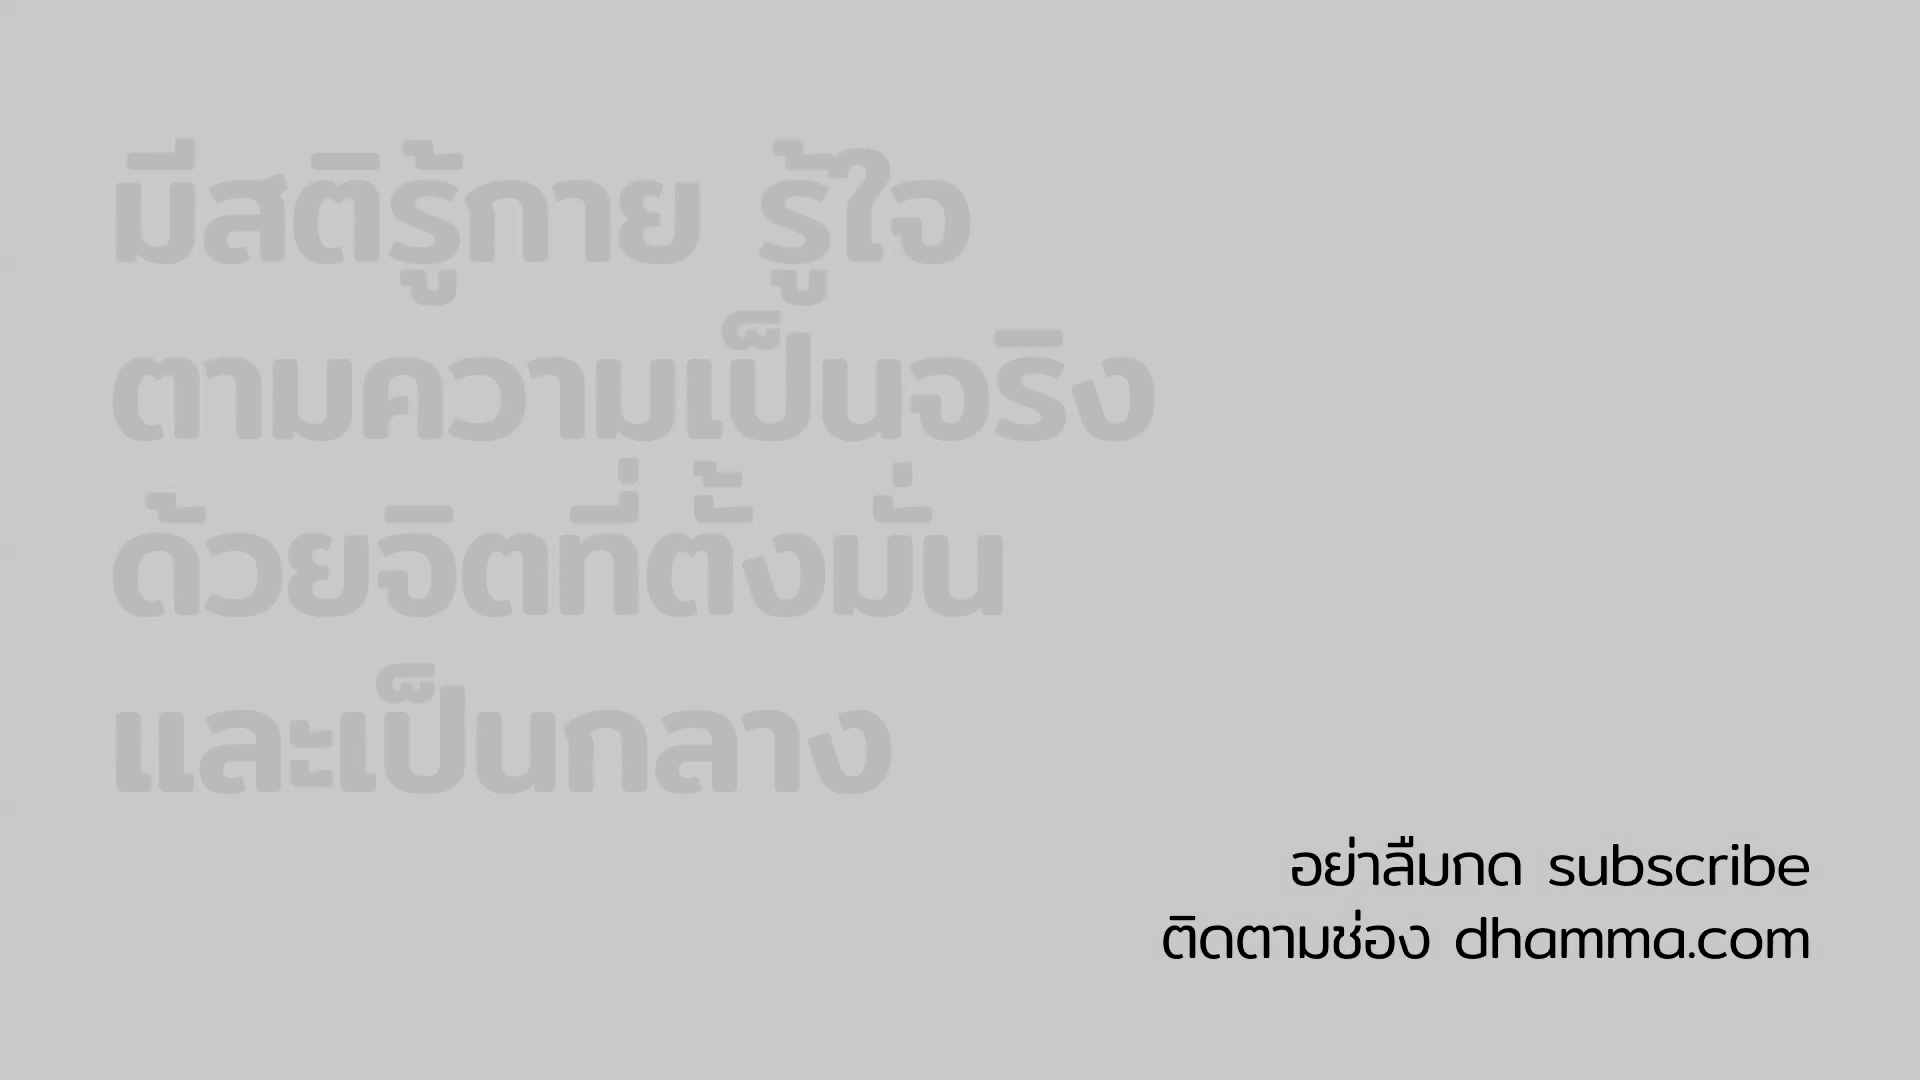 มีสติรู้กาย รู้ใจ
ตามความเป็นจริง
ด้วยจิตที่ตั้งมั่น
และเป็นกลาง
อย่าลืมกด subscribe
ติดตามช่อง dhamma.com